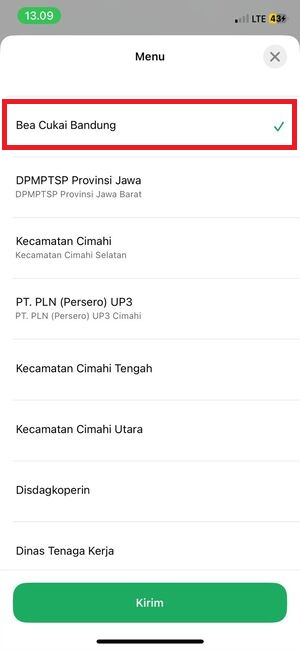 13.09
LTE 43
Menu
Bea Cukai Bandung
DPMPTSP Provinsi Jawa
DPMPTSP Provinsi Jawa Barat
Kecamatan Cimahi
Kecamatan Cimahi Selatan
PT. PLN (Persero) UP3
PT. PLN (Persero) UP3 Cimahi
Kecamatan Cimahi Tengah
Kecamatan Cimahi Utara
Disdagkoperin
Dinas Tenaga Kerja
Kirim